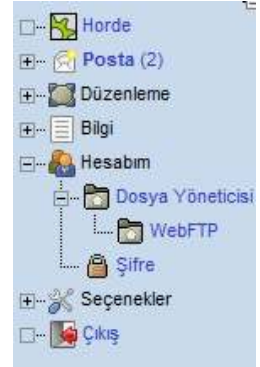 Horde
Posta (2)
Düzenleme
Bilgi
Hesabım
Dosya Yöneticisi
WebFTP
Şifre
Seçenekler
Çıkış